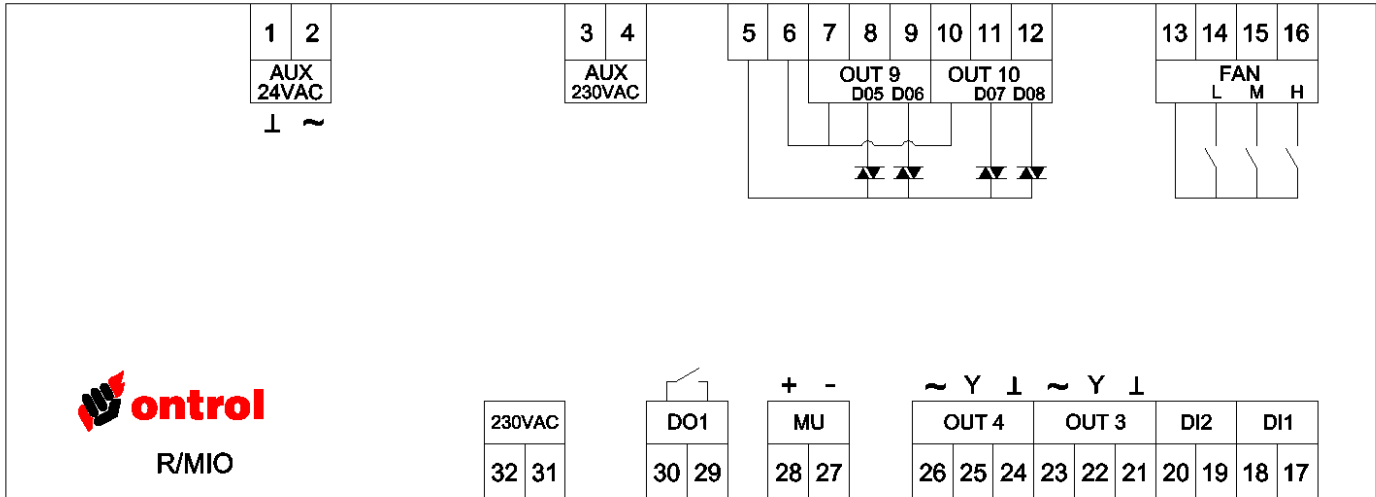 1 2 3 4 5 6 7 8 9 10 11 12 13 14 15 16
AUX
24VAC
⊥ ~
AUX
230VAC
OUT 9 OUT 10
D05 D06 D07 D08
FAN
L M H
ontrol
R/MIO
+ -
~ Y ⊥ ~ Y ⊥
230VAC DO1 MU OUT 4 OUT 3 DI2 DI1
32 31 30 29 28 27 26 25 24 23 22 21 20 19 18 17